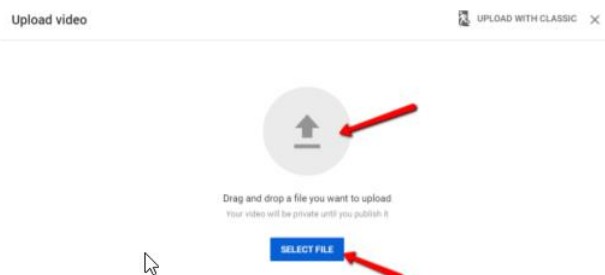 Upload video
UPLOAD WITH CLASSIC
Drag and drop a file you want to upload
Your video will be private until you publish it
SELECT FILE